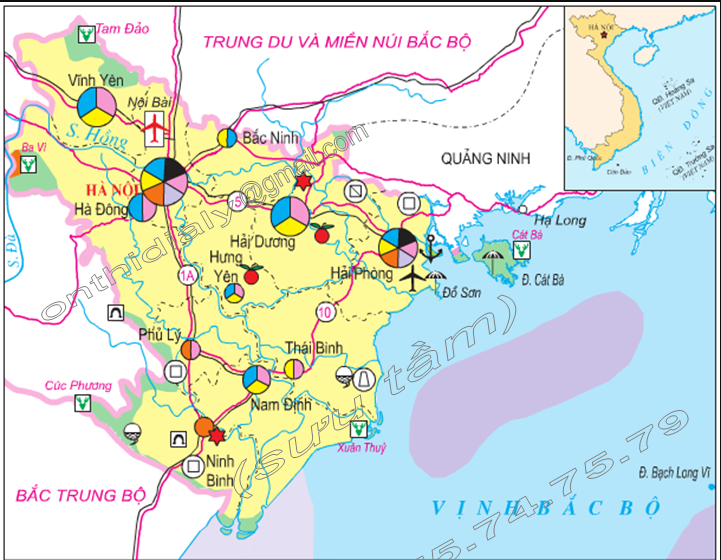 Tam Đảo
TRUNG DU VÀ MIỀN NÚI BẮC BỘ
HÀ NỘI
QĐ. Hoàng Sa
(VIỆT NAM)
BIỂN ĐÔNG
QĐ. Trường Sa
(VIỆT NAM)
Đ. Phú Quốc
Côn Đảo
Vĩnh Yên
Nội Bài
S. Hồng
Bắc Ninh
Ba Vì
QUẢNG NINH
HÀ NỘI
Hà Đông
5
Hạ Long
S. Đà
Hải Dương
Cát Bà
Hưng
Yên
Hải Phòng
1A
Đồ Sơn
Đ. Cát Bà
10
Phủ Lý
Thái Bình
Cúc Phương
Nam Định
Xuân Thuỷ
Ninh
Bình
Đ. Bạch Long Vĩ
BẮC TRUNG BỘ
VỊNH BẮC BỘ
(sưu tầm)
75.74.75.79